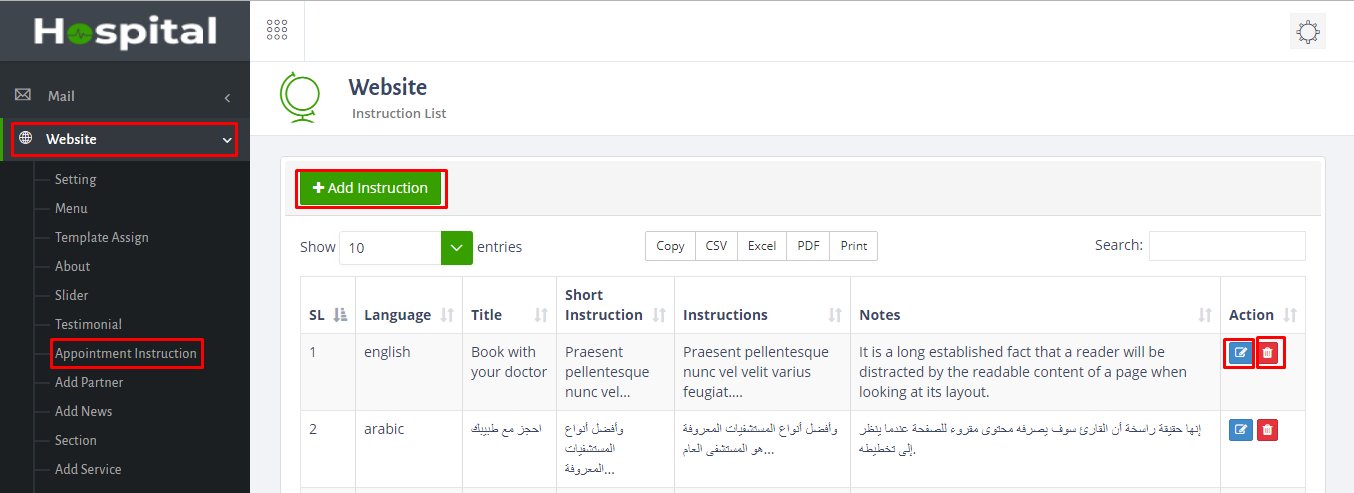 Hospital
Mail
Website
Setting
Menu
Template Assign
About
Slider
Testimonial
Appointment Instruction
Add Partner
Add News
Section
Add Service
Website
Instruction List
Add Instruction
Show 10 entries
Copy CSV Excel PDF Print
Search:
SL Language Title Short Instruction Instructions Notes Action
1 english
Book with
your doctor
Praesent
pellentesque
nunc vel...
Praesent pellentesque
nunc vel velit varius
feugiat....
It is a long established fact that a reader will be
distracted by the readable content of a page when
looking at its layout.
2 arabic
احجز مع طبيبك
وأفضل أنواع
المستشفيات
المعروفة...
وأفضل أنواع المستشفيات المعروفة
هو المستشفى العام...
إنها حقيقة راسخة أن القارئ سوف يصرفه محتوى مقروء للصفحة عندما ينظر
إلى تخطيطه.